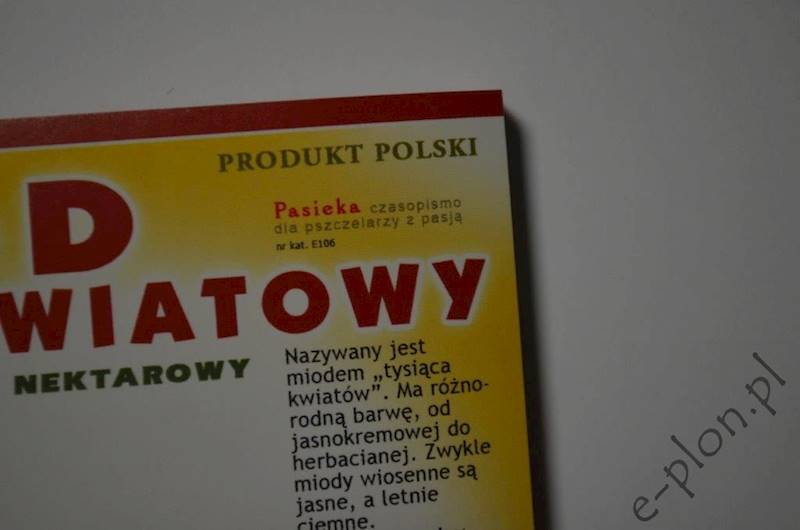 PRODUKT POLSKI
Pasieka czasopismo
dla pszczelarzy z pasją
nr kat. E106
D
WIATOWY
NEKTAROWY
Nazywany jest
miodem „tysiąca
kwiatów”. Ma różno-
rodną barwę, od
jasnokremowej do
herbacianej. Zwykle
miody wiosenne są
jasne, a letnie
ciemne.
e-plon.pl